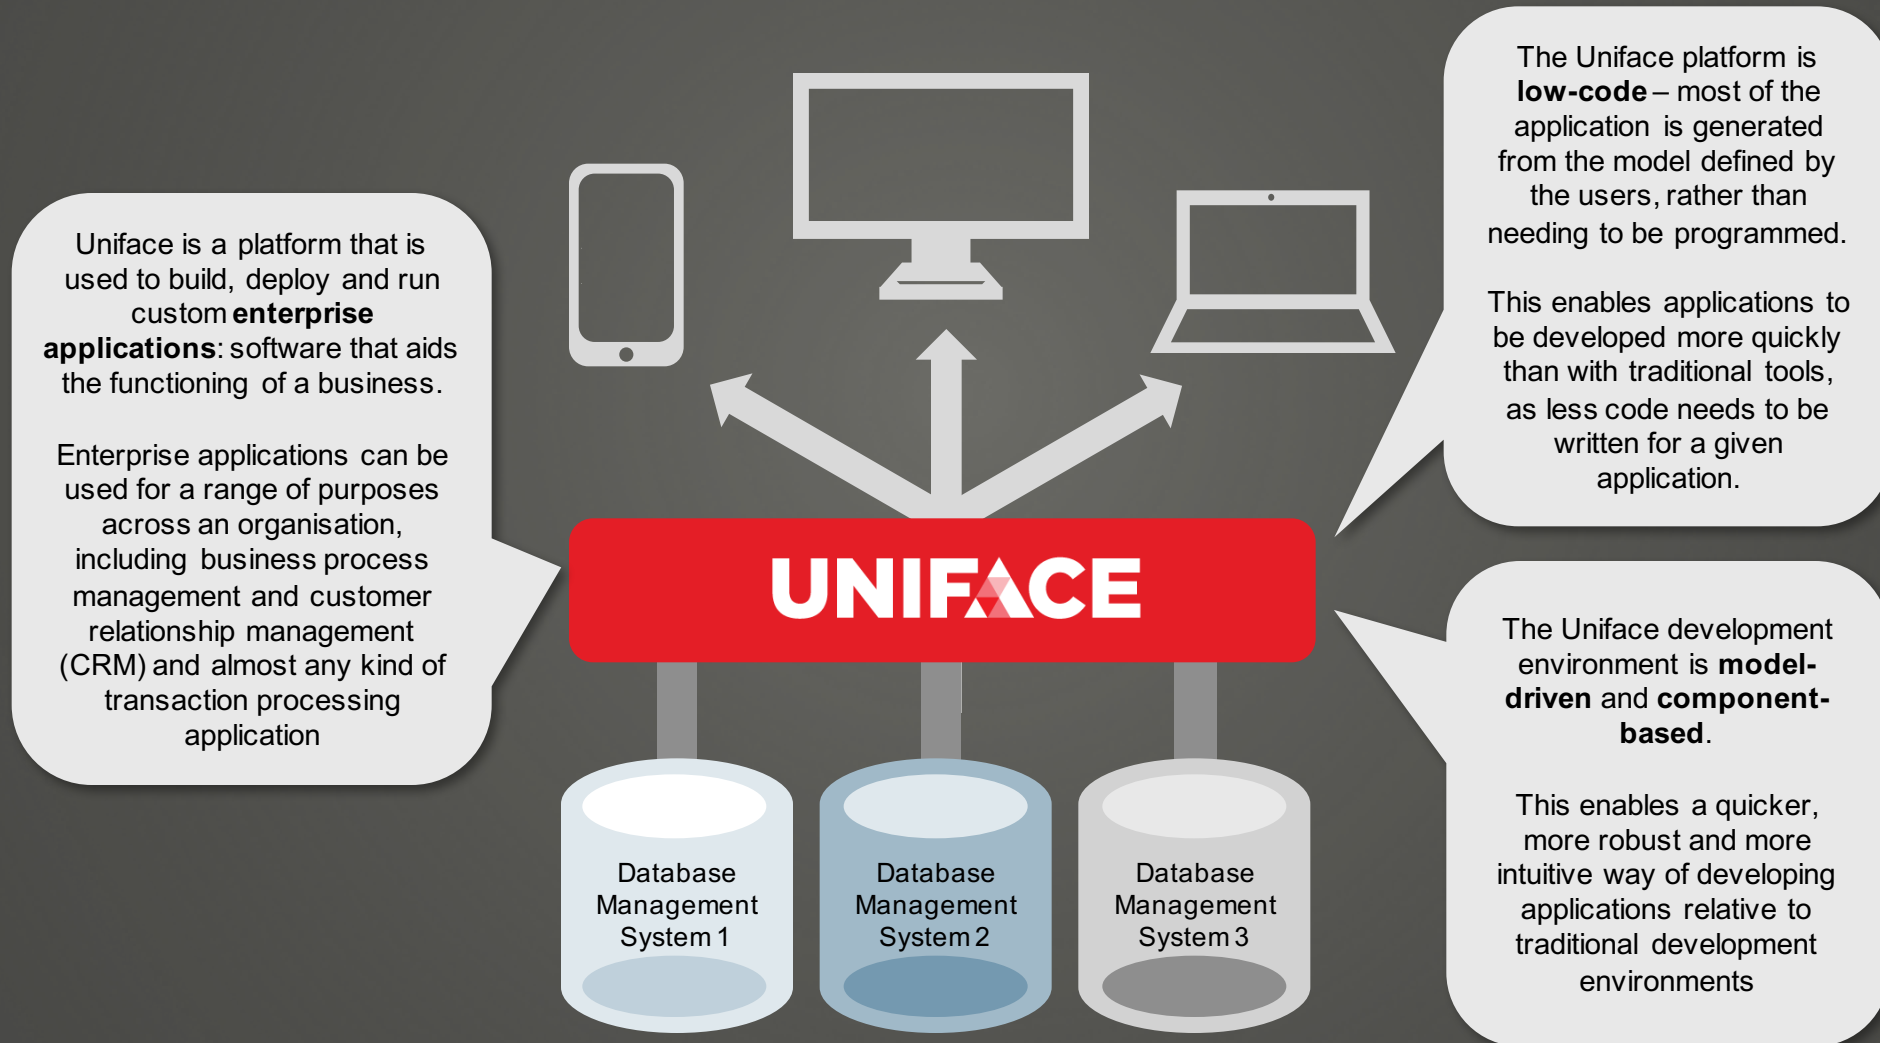 Uniface is a platform that is
used to build, deploy and run
custom enterprise
applications: software that aids
the functioning of a business.
Enterprise applications can be
used for a range of purposes
across an organisation,
including business process
management and customer
relationship management
(CRM) and almost any kind of
transaction processing
application
The Uniface platform is
low-code – most of the
application is generated
from the model defined by
the users, rather than
needing to be programmed.
This enables applications to
be developed more quickly
than with traditional tools,
as less code needs to be
written for a given
application.
UNIFACE
The Uniface development
environment is model-
driven and component-
based.
This enables a quicker,
more robust and more
intuitive way of developing
applications relative to
traditional development
environments
Database
Management
System 1
Database
Management
System 2
Database
Management
System 3